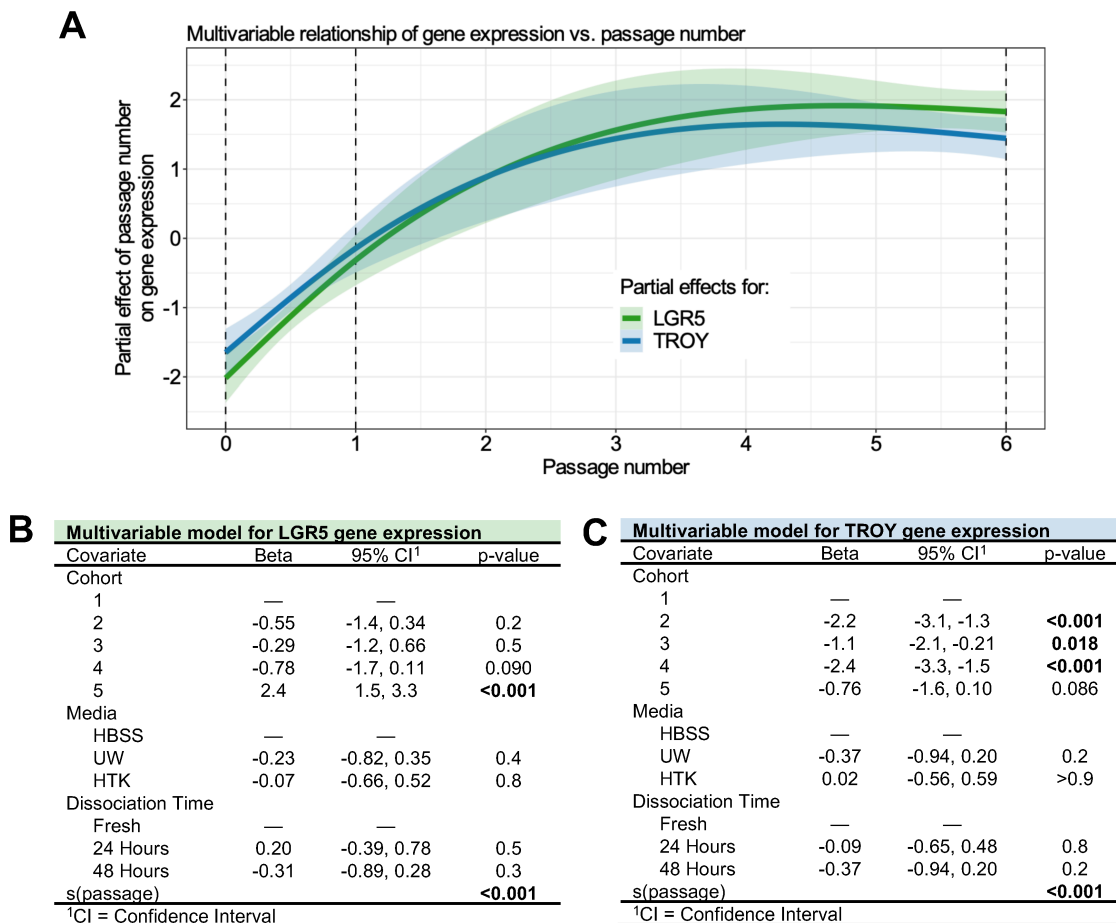 A
Multivariable relationship of gene expression vs. passage number
Partial effect of passage number
on gene expression
2
1
0
-1
-2
Partial effects for:
LGR5
TROY
0 1 2 3 4 5 6
Passage number
B
Multivariable model for LGR5 gene expression
Covariate Beta 95% CI¹ p-value
Cohort
1 — —
2 -0.55 -1.4, 0.34 0.2
3 -0.29 -1.2, 0.66 0.5
4 -0.78 -1.7, 0.11 0.090
5 2.4 1.5, 3.3 <0.001
Media
HBSS — —
UW -0.23 -0.82, 0.35 0.4
HTK -0.07 -0.66, 0.52 0.8
Dissociation Time
Fresh — —
24 Hours 0.20 -0.39, 0.78 0.5
48 Hours -0.31 -0.89, 0.28 0.3
s(passage) <0.001
¹CI = Confidence Interval
C
Multivariable model for TROY gene expression
Covariate Beta 95% CI¹ p-value
Cohort
1 — —
2 -2.2 -3.1, -1.3 <0.001
3 -1.1 -2.1, -0.21 0.018
4 -2.4 -3.3, -1.5 <0.001
5 -0.76 -1.6, 0.10 0.086
Media
HBSS — —
UW -0.37 -0.94, 0.20 0.2
HTK 0.02 -0.56, 0.59 >0.9
Dissociation Time
Fresh — —
24 Hours -0.09 -0.65, 0.48 0.8
48 Hours -0.37 -0.94, 0.20 0.2
s(passage) <0.001
¹CI = Confidence Interval